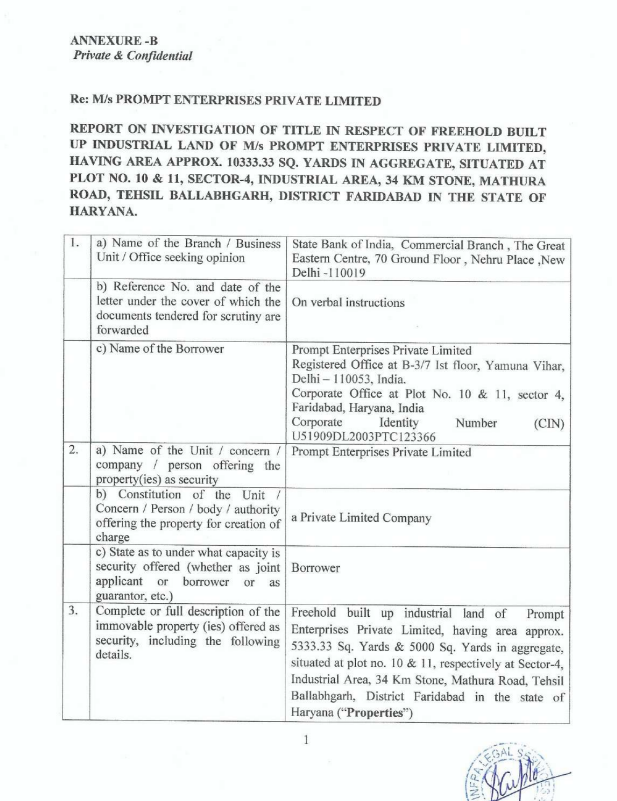 ANNEXURE -B
Private & Confidential
Re: M/s PROMPT ENTERPRISES PRIVATE LIMITED
REPORT ON INVESTIGATION OF TITLE IN RESPECT OF FREEHOLD BUILT
UP INDUSTRIAL LAND OF M/s PROMPT ENTERPRISES PRIVATE LIMITED,
HAVING AREA APPROX. 10333.33 SQ. YARDS IN AGGREGATE, SITUATED AT
PLOT NO. 10 & 11, SECTOR-4, INDUSTRIAL AREA, 34 KM STONE, MATHURA
ROAD, TEHSIL BALLABHGARH, DISTRICT FARIDABAD IN THE STATE OF
HARYANA.
1.
a) Name of the Branch / Business
Unit / Office seeking opinion
State Bank of India, Commercial Branch , The Great
Eastern Centre, 70 Ground Floor , Nehru Place ,New
Delhi -110019
b) Reference No. and date of the
letter under the cover of which the
documents tendered for scrutiny are
forwarded
On verbal instructions
c) Name of the Borrower
Prompt Enterprises Private Limited
Registered Office at B-3/7 1st floor, Yamuna Vihar,
Delhi – 110053, India.
Corporate Office at Plot No. 10 & 11, sector 4,
Faridabad, Haryana, India
Corporate Identity Number (CIN)
U51909DL2003PTC123366
2.
a) Name of the Unit / concern /
company / person offering the
property(ies) as security
Prompt Enterprises Private Limited
b) Constitution of the Unit /
Concern / Person / body / authority
offering the property for creation of
charge
a Private Limited Company
c) State as to under what capacity is
security offered (whether as joint
applicant or borrower or as
guarantor, etc.)
Borrower
3.
Complete or full description of the
immovable property (ies) offered as
security, including the following
details.
Freehold built up industrial land of Prompt
Enterprises Private Limited, having area approx.
5333.33 Sq. Yards & 5000 Sq. Yards in aggregate,
situated at plot no. 10 & 11, respectively at Sector-4,
Industrial Area, 34 Km Stone, Mathura Road, Tehsil
Ballabhgarh, District Faridabad in the state of
Haryana ("Properties")
1
LEGAL